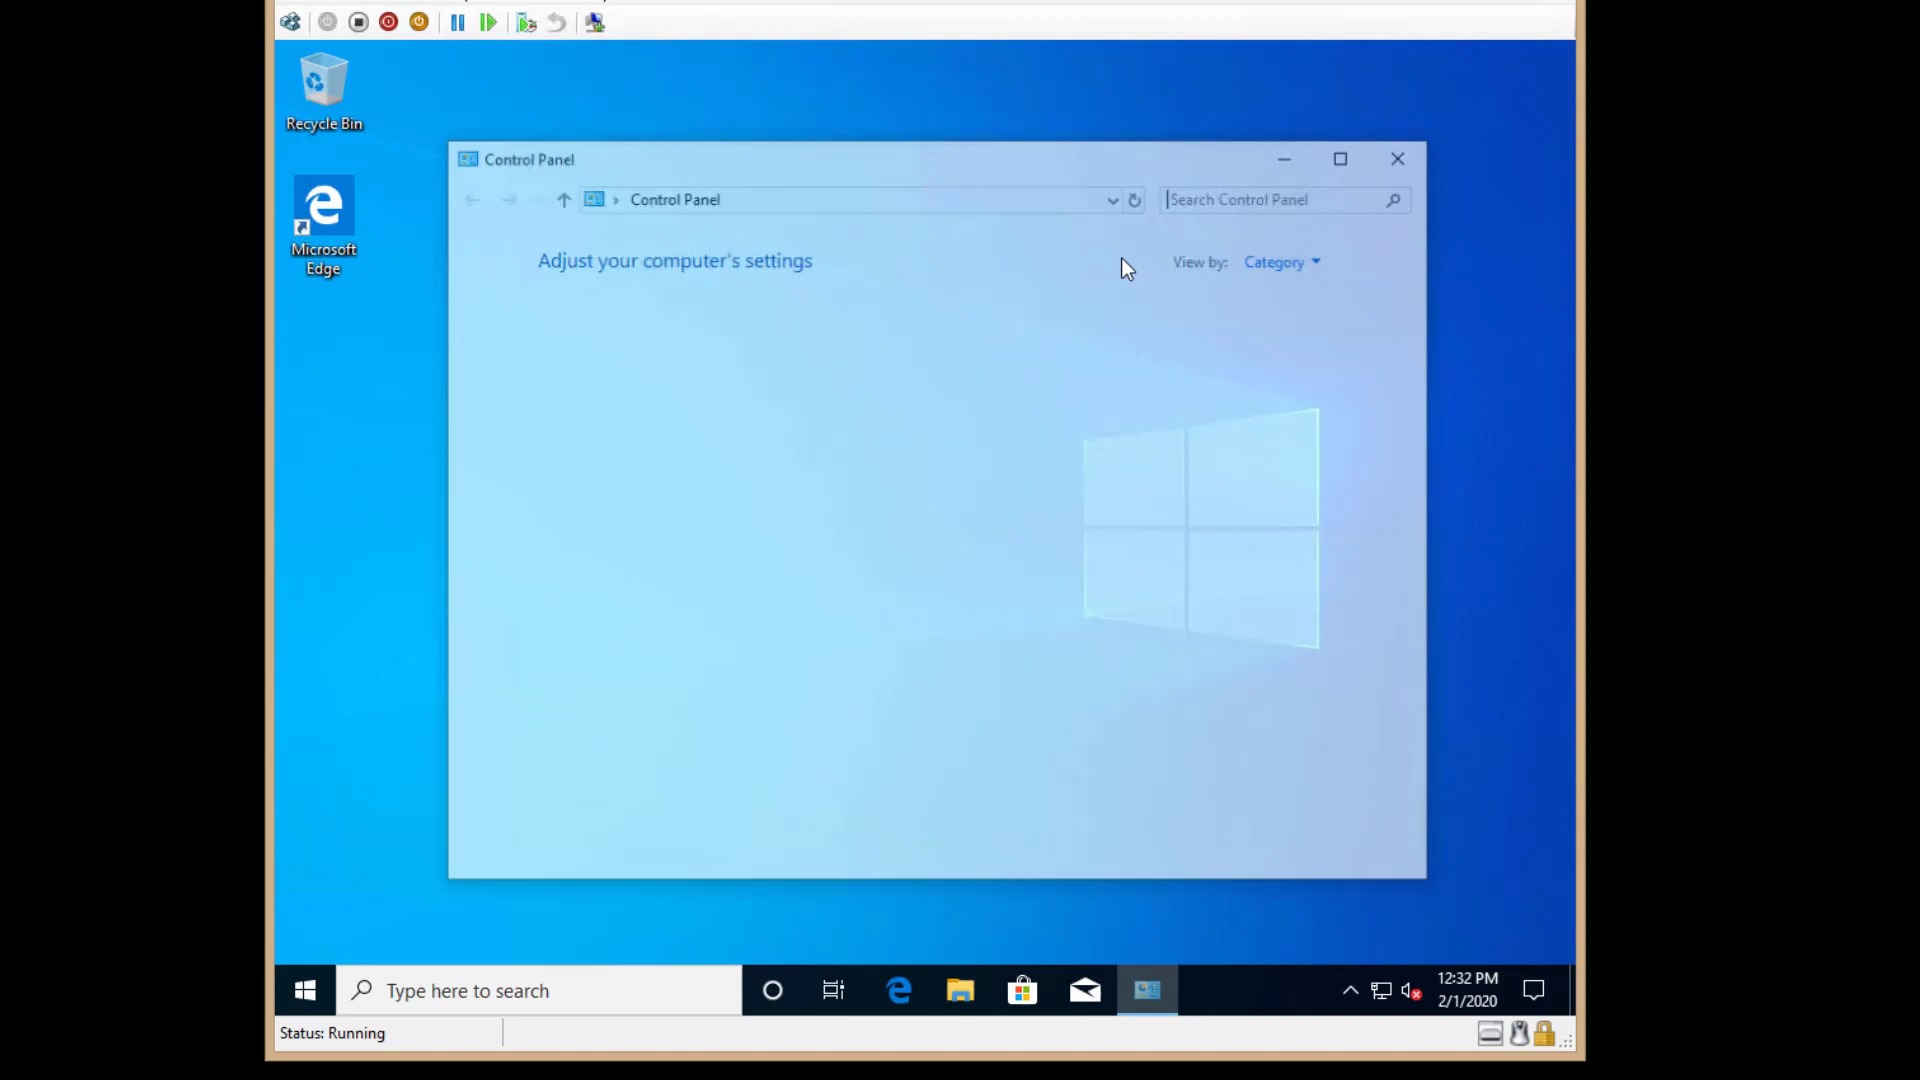 Recycle Bin
Microsoft
Edge
Control Panel
Control Panel
Search Control Panel
Adjust your computer's settings
View by: Category
Type here to search
12:32 PM
2/1/2020
Status: Running